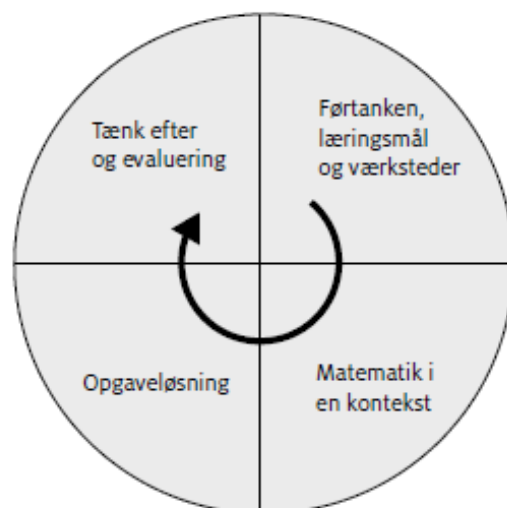 Tænk efter
og evaluering
Førtanken,
læringsmål
og værksteder
Opgaveløsning
Matematik i
en kontekst